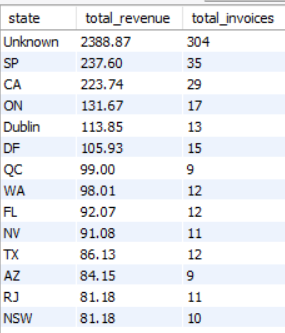 state total_revenue total_invoices
Unknown 2388.87 304
SP 237.60 35
CA 223.74 29
ON 131.67 17
Dublin 113.85 13
DF 105.93 15
QC 99.00 9
WA 98.01 12
FL 92.07 12
NV 91.08 11
TX 86.13 12
AZ 84.15 9
RJ 81.18 11
NSW 81.18 10